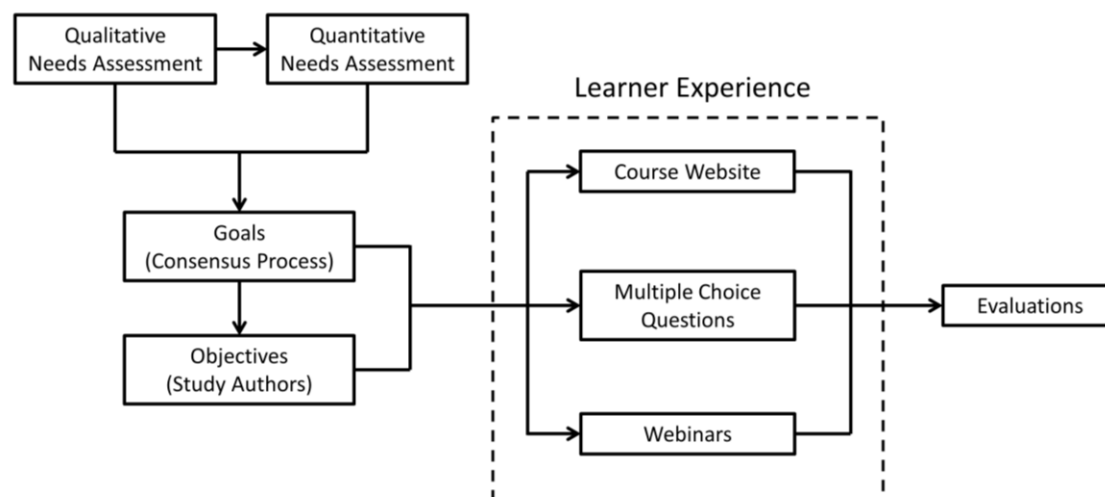 Qualitative
Needs Assessment
Quantitative
Needs Assessment
Learner Experience
Course Website
Goals
(Consensus Process)
Multiple Choice
Questions
Evaluations
Objectives
(Study Authors)
Webinars